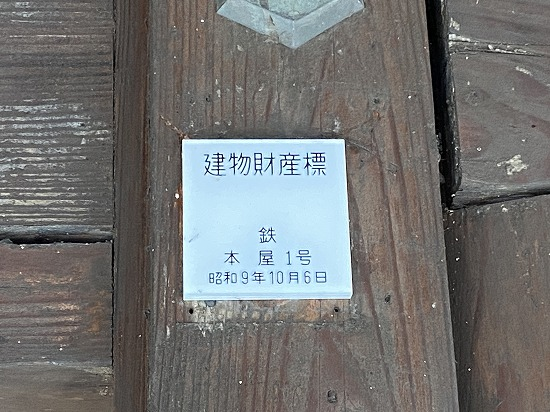 建物財産標
鉄
本 屋 1号
昭和9年10月6日